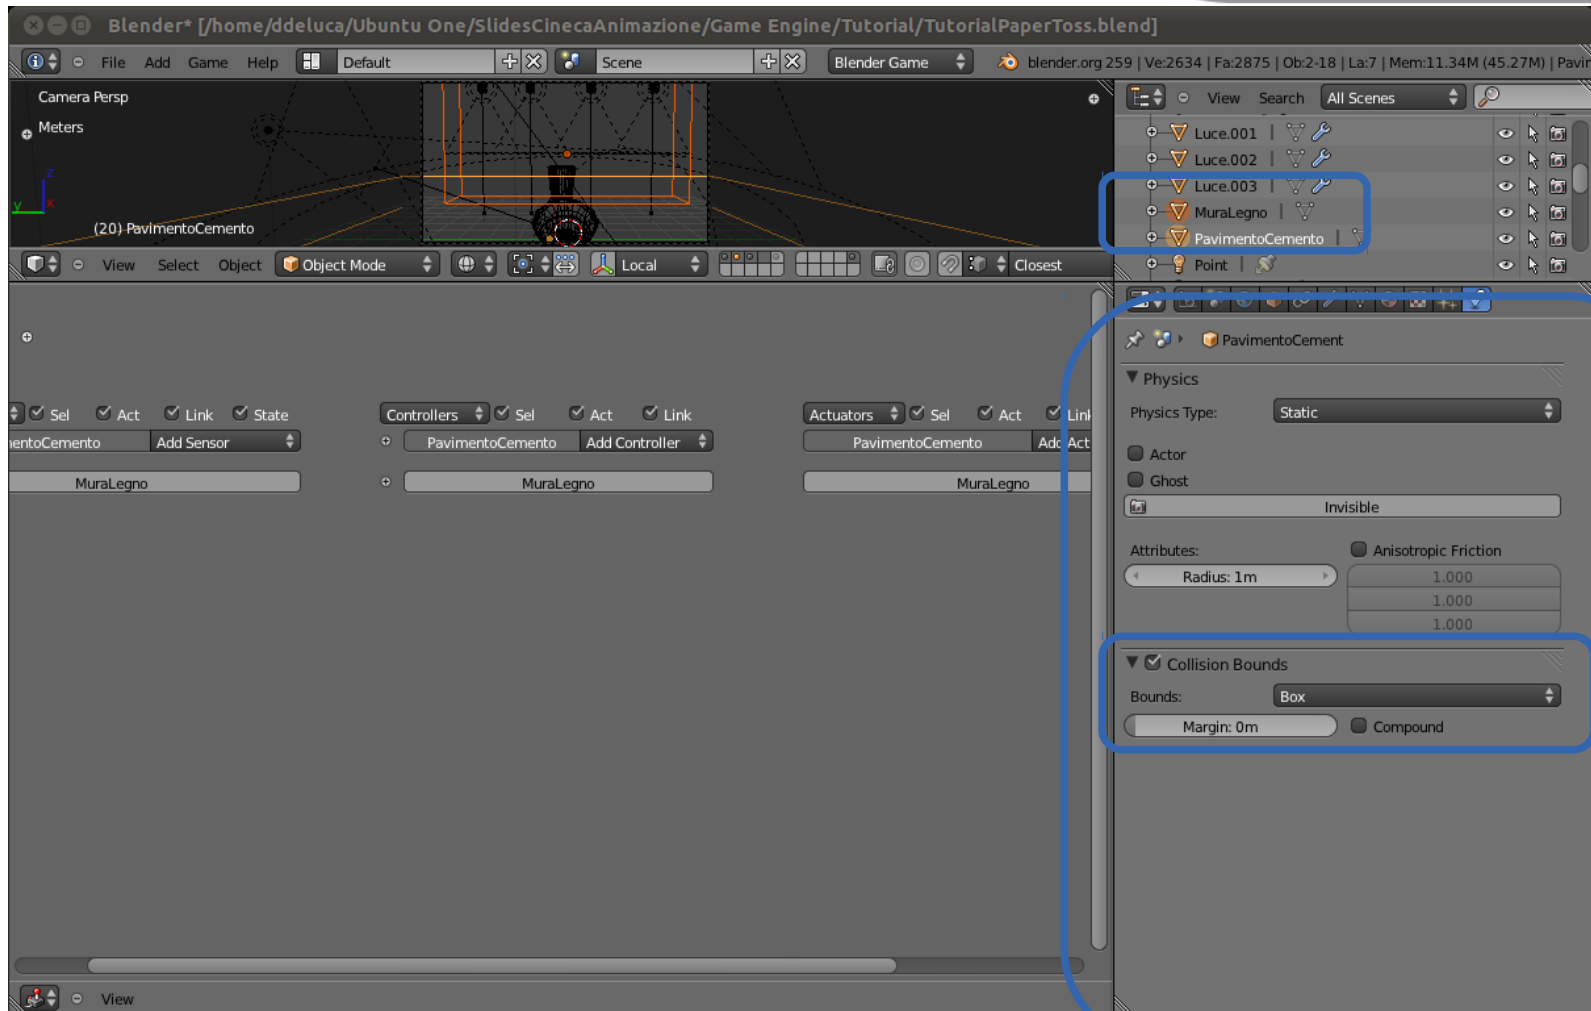 Blender* [/home/ddeluca/Ubuntu One/SlidesCinecaAnimazione/Game Engine/Tutorial/TutorialPaperToss.blend]
File Add Game Help Default Scene Blender Game blender.org 259 | Ve:2634 | Fa:2875 | Ob:2-18 | La:7 | Mem:11.34M (45.27M) | Pavir
Camera Persp
Meters
z
y x
(20) PavimentoCemento
View Select Object Object Mode Local Closest
View Search All Scenes
Luce.001
Luce.002
Luce.003
MuraLegno
PavimentoCemento
Point
PavimentoCement
Physics
Physics Type: Static
Actor
Ghost
Invisible
Attributes: Anisotropic Friction
Radius: 1m 1.000
1.000
1.000
Collision Bounds
Bounds: Box
Margin: 0m Compound
Sel Act Link State Controllers Sel Act Link Actuators Sel Act Link
entoCemento Add Sensor PavimentoCemento Add Controller PavimentoCemento Add Act
MuraLegno MuraLegno MuraLegno
View